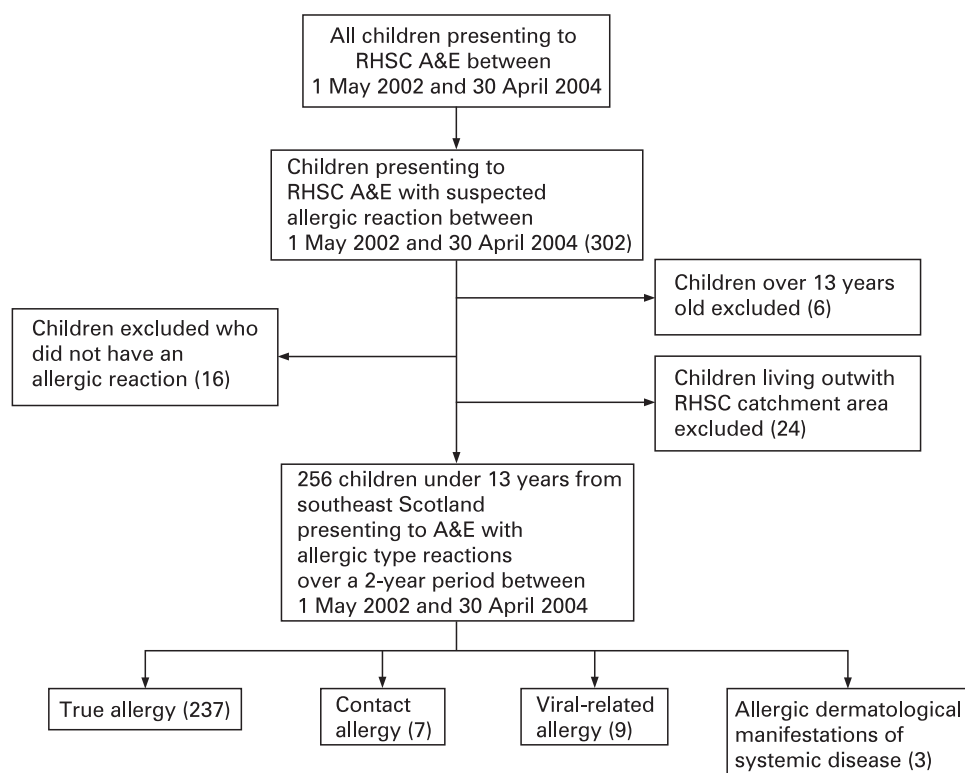 All children presenting to
RHSC A&E between
1 May 2002 and 30 April 2004
Children presenting to
RHSC A&E with suspected
allergic reaction between
1 May 2002 and 30 April 2004 (302)
Children over 13 years
old excluded (6)
Children excluded who
did not have an
allergic reaction (16)
Children living outwith
RHSC catchment area
excluded (24)
256 children under 13 years from
southeast Scotland
presenting to A&E with
allergic type reactions
over a 2-year period between
1 May 2002 and 30 April 2004
True allergy (237)
Contact
allergy (7)
Viral-related
allergy (9)
Allergic dermatological
manifestations of
systemic disease (3)